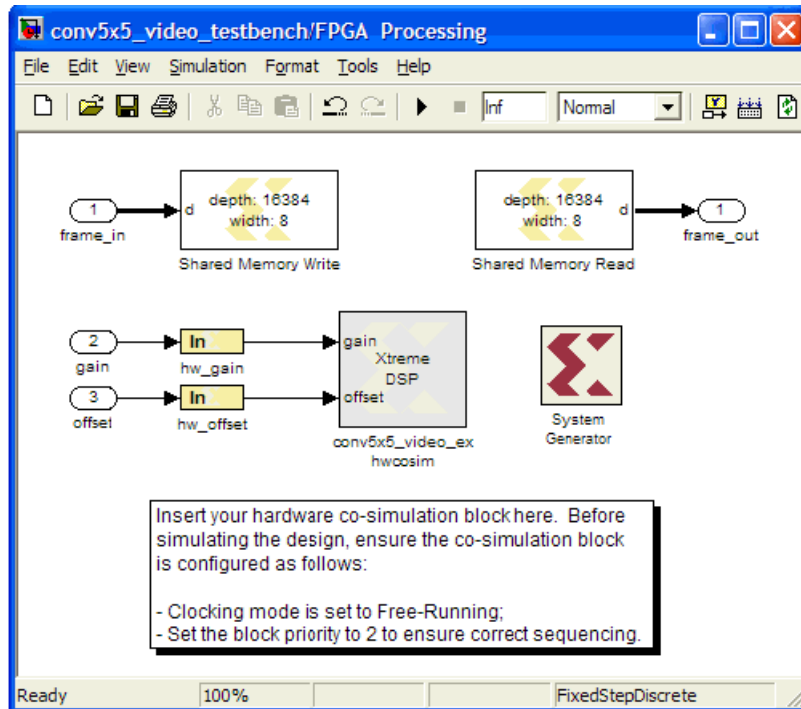 conv5x5_video_testbench/FPGA Processing
File Edit View Simulation Format Tools Help
Inf Normal
depth: 16384
width: 8
d
1
frame_in
Shared Memory Write
depth: 16384
width: 8
d
1
frame_out
Shared Memory Read
2
gain
In
hw_gain
3
offset
In
hw_offset
gain
Xtreme
DSP
offset
conv5x5_video_ex
hwcosim
System
Generator
Insert your hardware co-simulation block here. Before
simulating the design, ensure the co-simulation block
is configured as follows:
- Clocking mode is set to Free-Running;
- Set the block priority to 2 to ensure correct sequencing.
Ready 100% FixedStepDiscrete